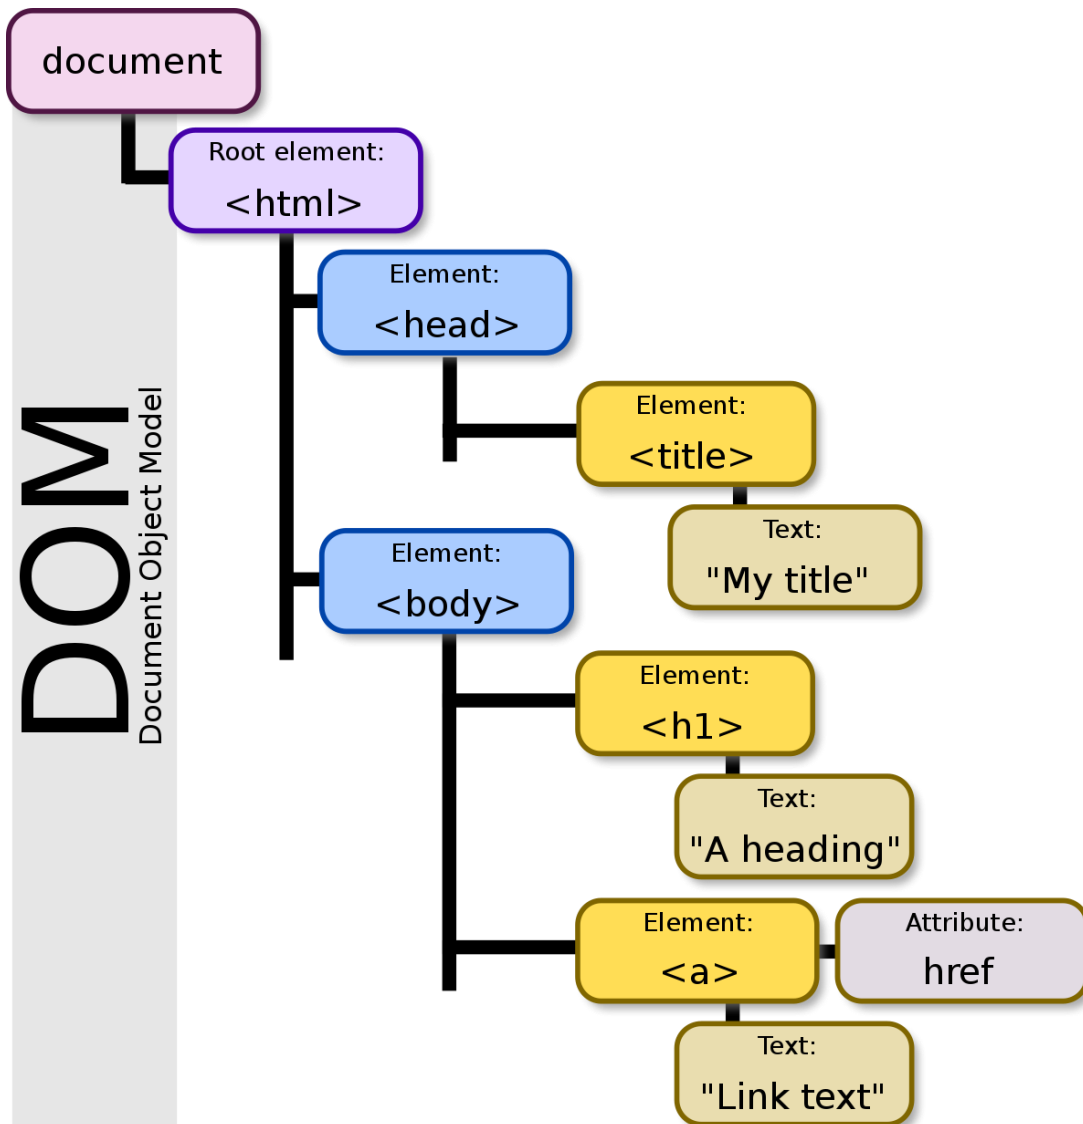 document
Root element:
<html>
Element:
<head>
Element:
<title>
Text:
"My title"
Element:
<body>
Element:
<h1>
Text:
"A heading"
Element:
<a>
Attribute:
href
Text:
"Link text"
DOM
Document Object Model